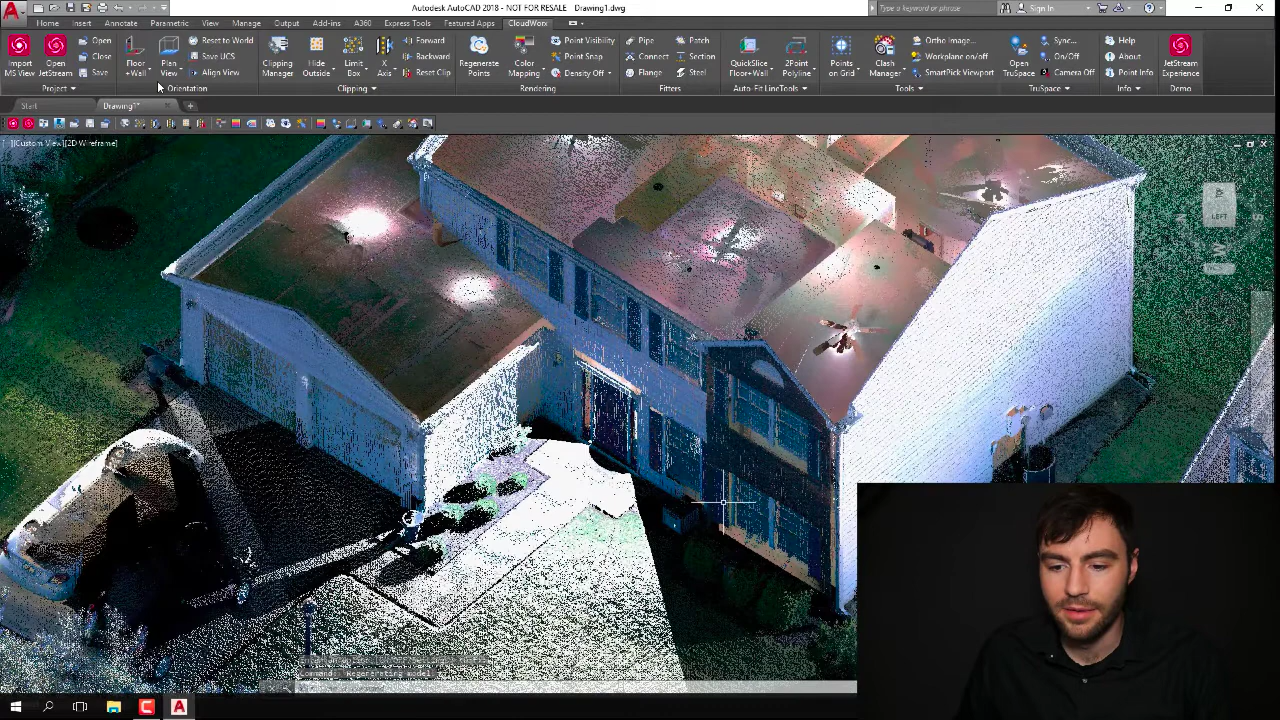 Autodesk AutoCAD 2018 - NOT FOR RESALE   Drawing1.dwg
Type a keyword or phrase
Sign In
Home Insert Annotate Parametric View Manage Output Add-ins A360 Express Tools Featured Apps CloudWorx
Import MS View
Open JetStream
Open
Close
Save
Project
Floor +Wall
Plan View
Reset to World
Save UCS
Align View
Orientation
Clipping Manager
Hide Outside
Limit Box
X Axis
Forward
Backward
Reset Clip
Clipping
Regenerate Points
Color Mapping
Point Visibility
Point Snap
Density Off
Rendering
Pipe
Connect
Flange
Patch
Section
Steel
Fitters
QuickSlice Floor+Wall
2Point Polyline
Auto-Fit LineTools
Points on Grid
Clash Manager
Ortho Image...
Workplane on/off
SmartPick Viewport
Tools
Open TruSpace
Sync...
On/Off
Camera Off
TruSpace
Help
About
Point Info
Info
JetStream Experience
Demo
Start
Drawing1*
[-][Custom View][2D Wireframe]
LEFT
W
Command: Regenerating model.